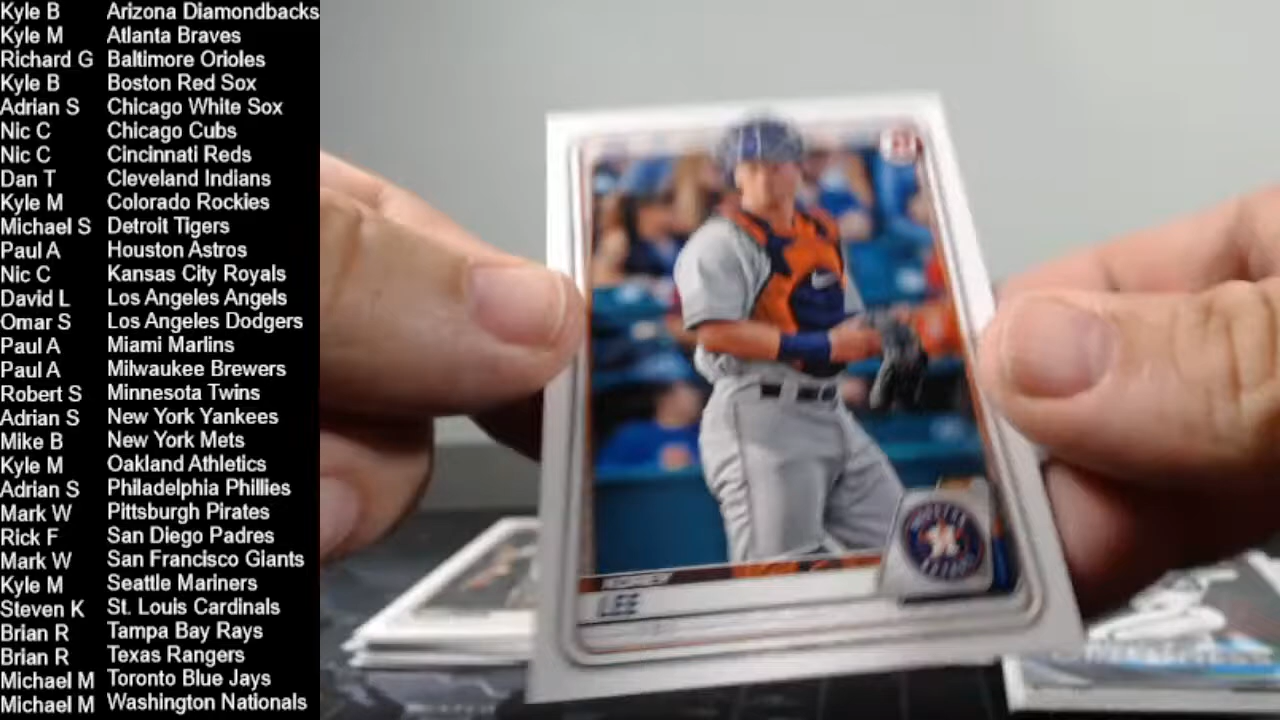 Kyle B Arizona Diamondbacks
Kyle M Atlanta Braves
Richard G Baltimore Orioles
Kyle B Boston Red Sox
Adrian S Chicago White Sox
Nic C Chicago Cubs
Nic C Cincinnati Reds
Dan T Cleveland Indians
Kyle M Colorado Rockies
Michael S Detroit Tigers
Paul A Houston Astros
Nic C Kansas City Royals
David L Los Angeles Angels
Omar S Los Angeles Dodgers
Paul A Miami Marlins
Paul A Milwaukee Brewers
Robert S Minnesota Twins
Adrian S New York Yankees
Mike B New York Mets
Kyle M Oakland Athletics
Adrian S Philadelphia Phillies
Mark W Pittsburgh Pirates
Rick F San Diego Padres
Mark W San Francisco Giants
Kyle M Seattle Mariners
Steven K St. Louis Cardinals
Brian R Tampa Bay Rays
Brian R Texas Rangers
Michael M Toronto Blue Jays
Michael M Washington Nationals
LEE